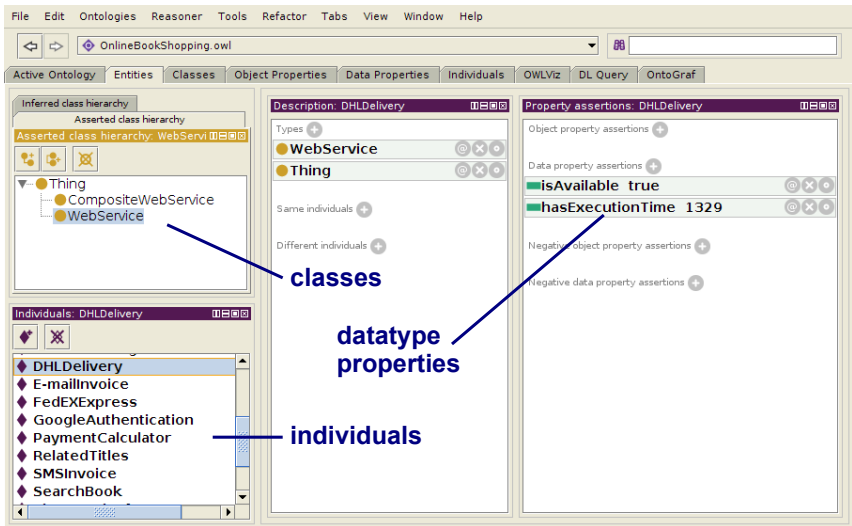 File Edit Ontologies Reasoner Tools Refactor Tabs View Window Help
OnlineBookShopping.owl
Active Ontology Entities Classes Object Properties Data Properties Individuals OWLViz DL Query OntoGraf
Inferred class hierarchy
Asserted class hierarchy
Asserted class hierarchy: WebServi
Thing
CompositeWebService
WebService
Individuals: DHLDelivery
DHLDelivery
E-mailInvoice
FedEXExpress
GoogleAuthentication
PaymentCalculator
RelatedTitles
SMSInvoice
SearchBook
Description: DHLDelivery
Types
WebService
Thing
Same individuals
Different individuals
classes
datatype
properties
individuals
Property assertions: DHLDelivery
Object property assertions
Data property assertions
isAvailable true
hasExecutionTime 1329
Negative object property assertions
Negative data property assertions